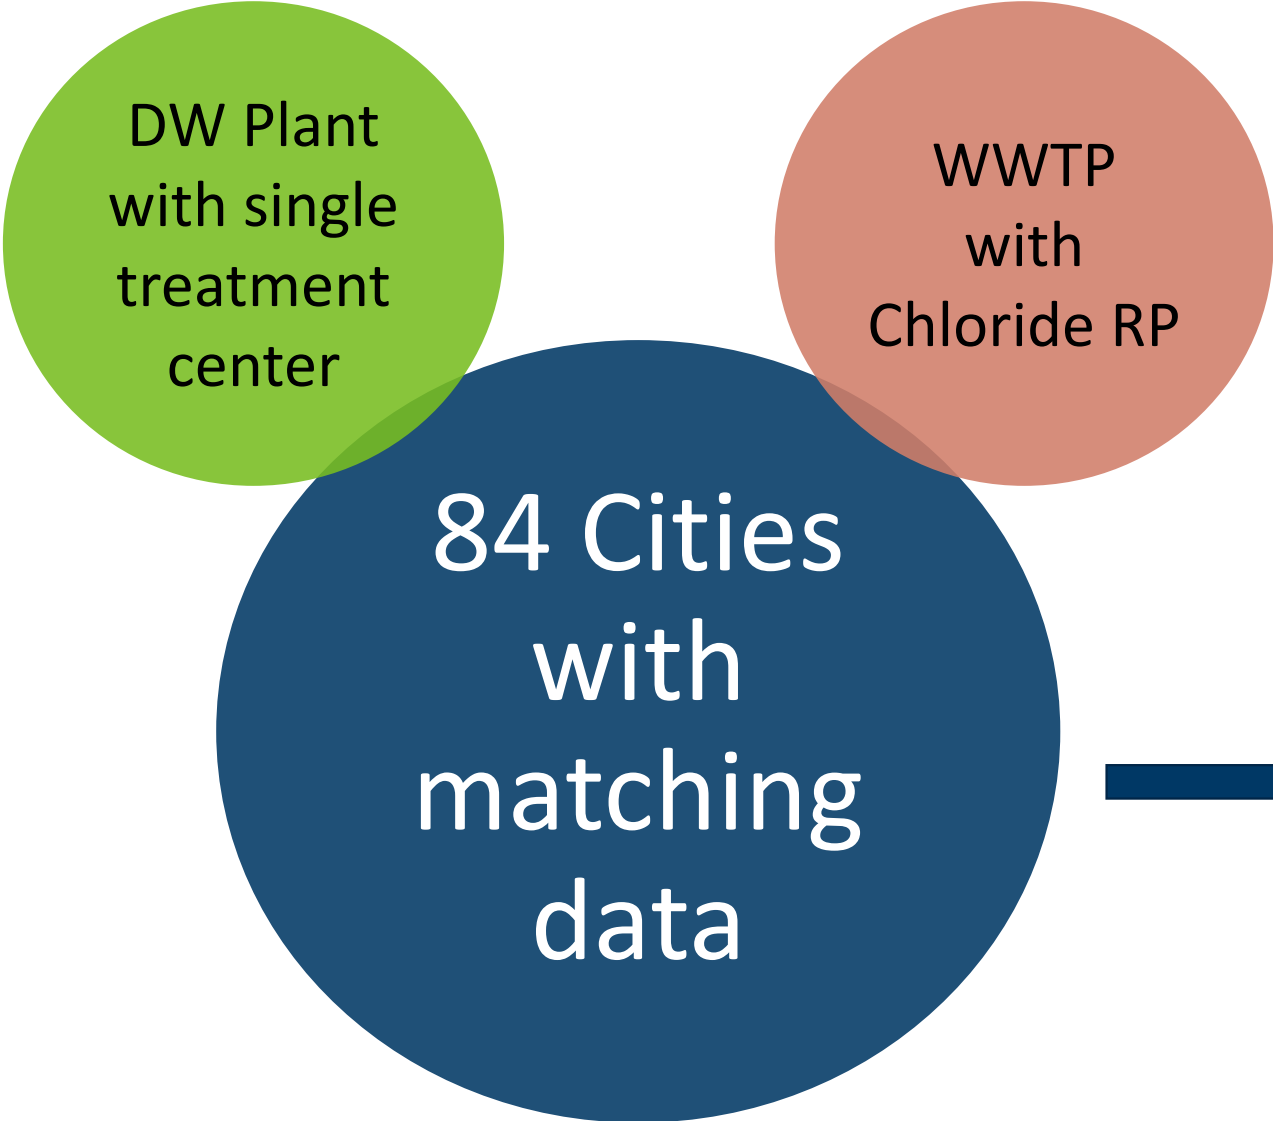 DW Plant
with single
treatment
center
WWTP
with
Chloride RP
84 Cities
with
matching
data